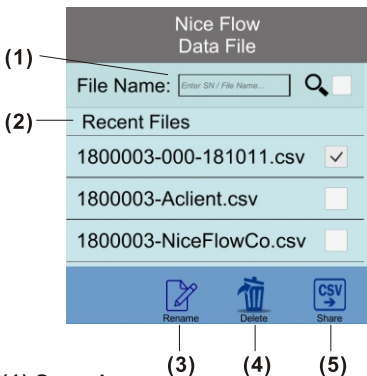 Nice Flow
Data File
(1)
File Name: Enter SN / File Name...
(2)
Recent Files
1800003-000-181011.csv
1800003-Aclient.csv
1800003-NiceFlowCo.csv
CSV
Rename Delete Share
(3) (4) (5)